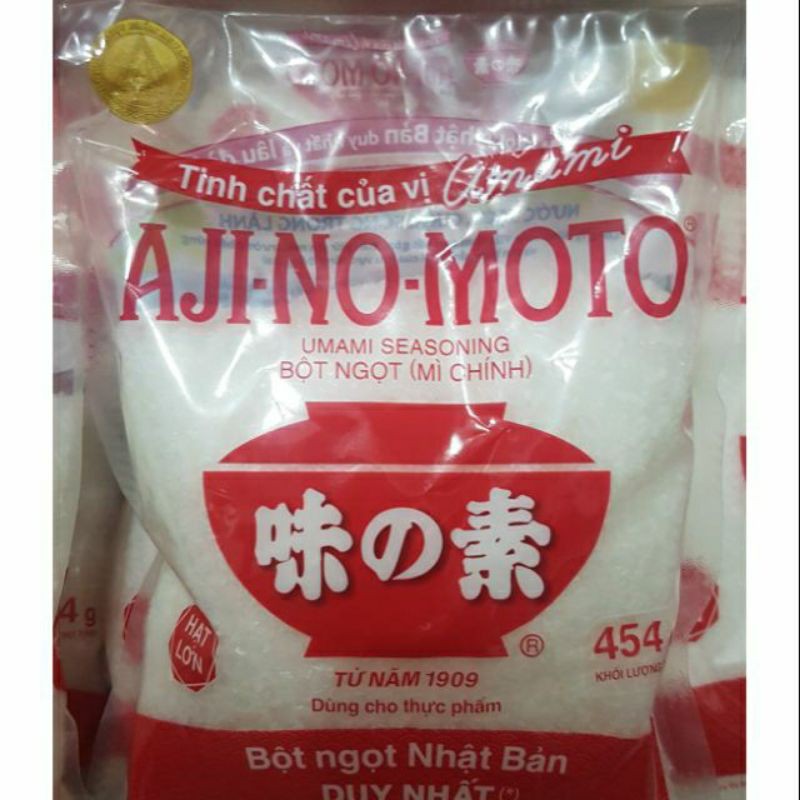 Tinh chất của vị Umami
AJI-NO-MOTO®
UMAMI SEASONING
BỘT NGỌT (MÌ CHÍNH)
味の素
®
HẠT
LỚN
454
KHỐI LƯỢNG
4 g
TỪ NĂM 1909
Dùng cho thực phẩm
Bột ngọt Nhật Bản
DUY NHẤT (*)